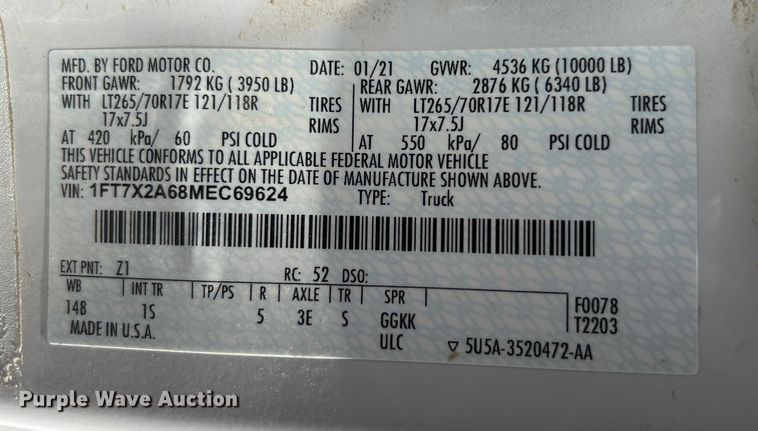 MFD. BY FORD MOTOR CO. DATE: 01/21 GVWR: 4536 KG (10000 LB)
FRONT GAWR: 1792 KG ( 3950 LB) REAR GAWR: 2876 KG ( 6340 LB)
WITH LT265/70R17E 121/118R TIRES WITH LT265/70R17E 121/118R TIRES
17x7.5J RIMS 17x7.5J RIMS
AT 420 kPa/ 60 PSI COLD AT 550 kPa/ 80 PSI COLD
THIS VEHICLE CONFORMS TO ALL APPLICABLE FEDERAL MOTOR VEHICLE
SAFETY STANDARDS IN EFFECT ON THE DATE OF MANUFACTURE SHOWN ABOVE.
VIN: 1FT7X2A68MEC69624 TYPE: Truck
EXT PNT: Z1 RC: 52 DSO:
WB INT TR TP/PS R AXLE TR SPR
148 1S 5 3E S GGKK F0078
MADE IN U.S.A. ULC T2203
▽ 5U5A-3520472-AA
Purple Wave Auction